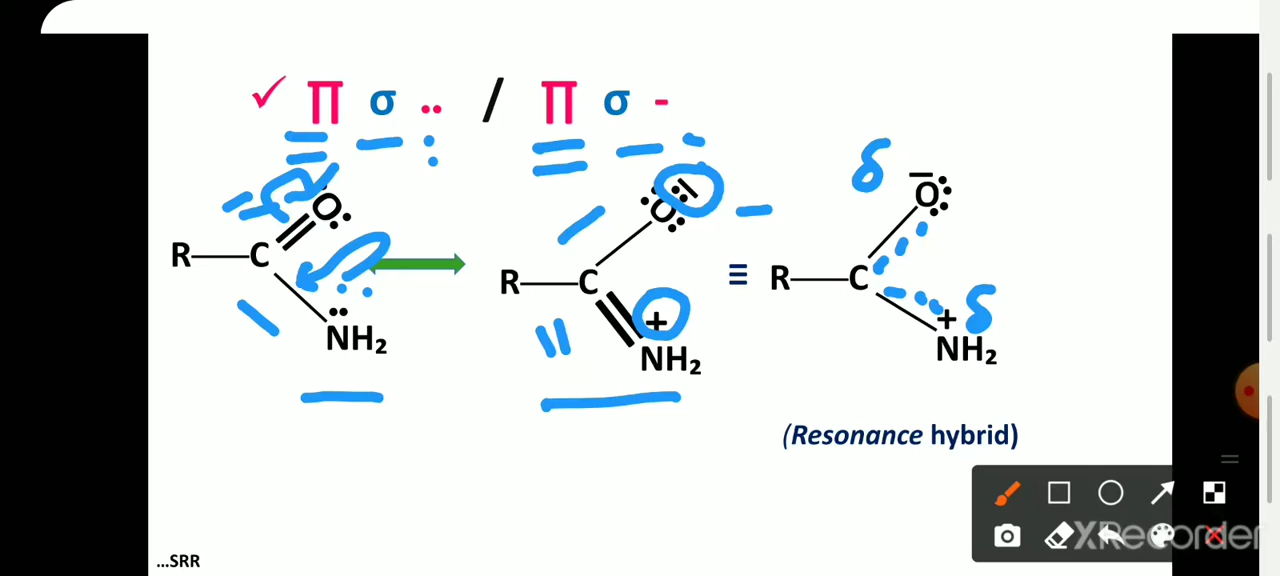 ✓ ∏ σ •• / ∏ σ -
δ
R C O NH₂
R C O + NH₂
≡
R C O + NH₂ δ
(Resonance hybrid)
...SRR
XRecorder